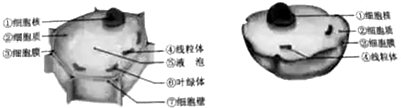 ①细胞核
②细胞质
③细胞膜
④线粒体
⑤液 泡
⑥叶绿体
⑦细胞壁
①细胞核
②细胞质
③细胞膜
④线粒体